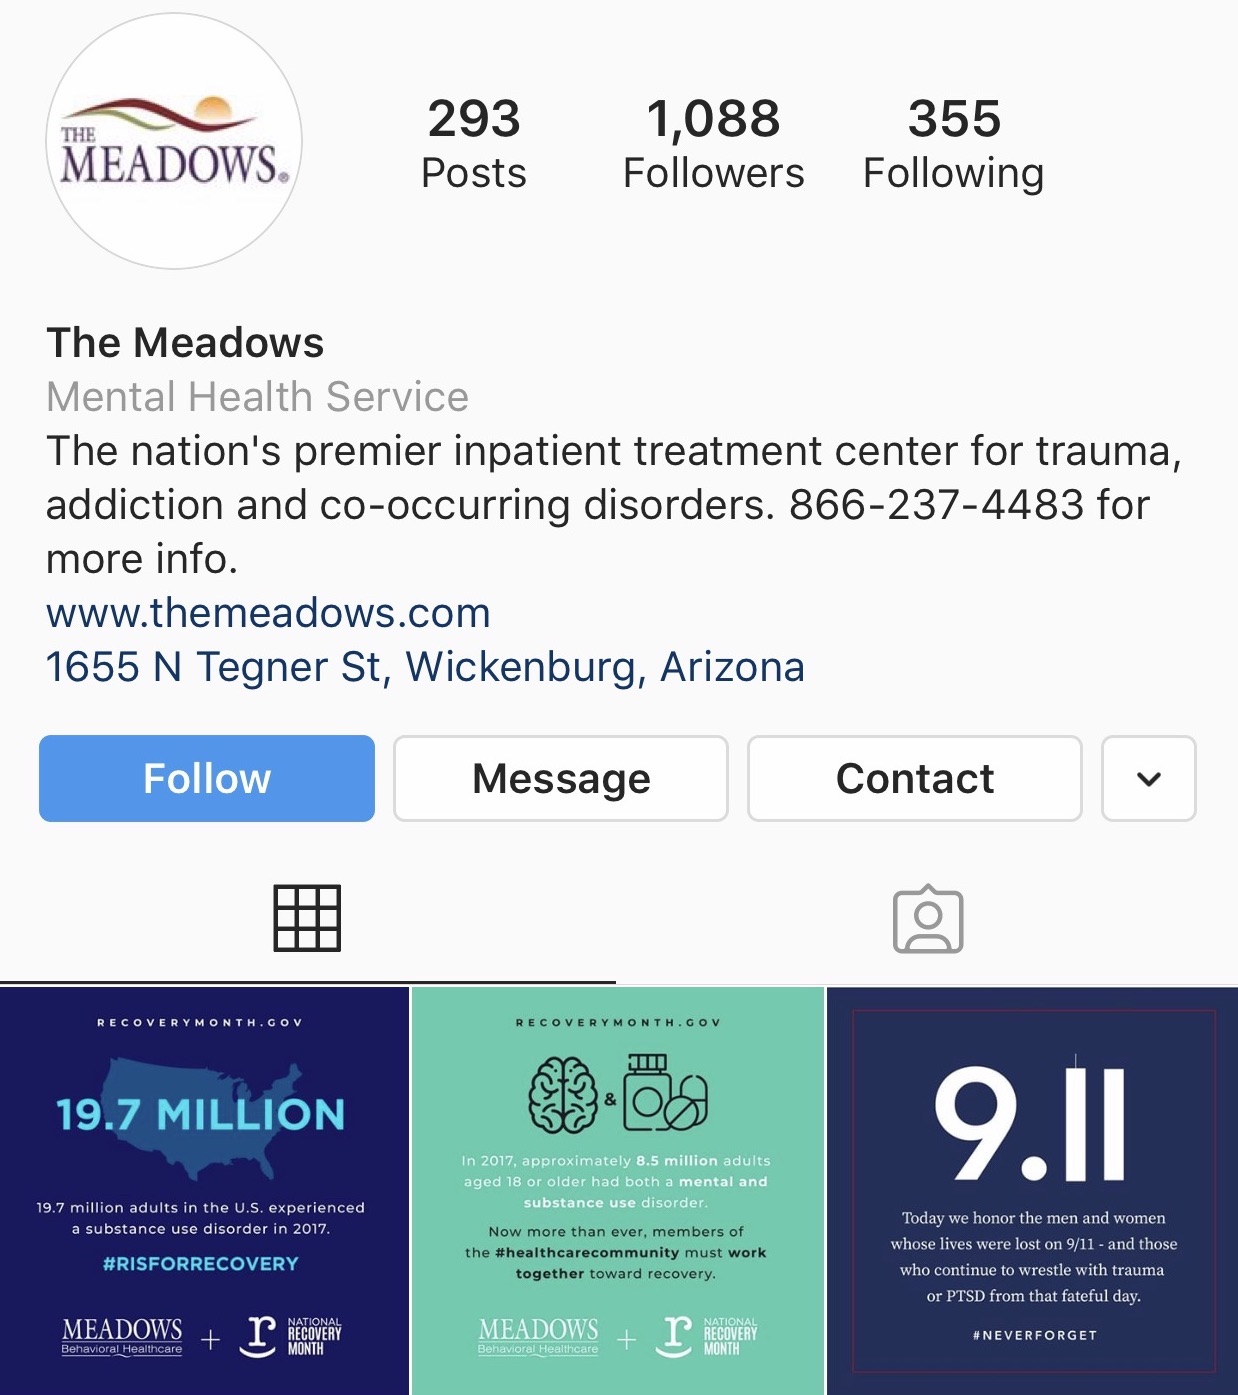 THE
MEADOWS®
293
Posts
1,088
Followers
355
Following
The Meadows
Mental Health Service
The nation's premier inpatient treatment center for trauma,
addiction and co-occurring disorders. 866-237-4483 for
more info.
www.themeadows.com
1655 N Tegner St, Wickenburg, Arizona
Follow
Message
Contact
RECOVERYMONTH.GOV
19.7 MILLION
19.7 million adults in the U.S. experienced
a substance use disorder in 2017.
#RISFORRECOVERY
MEADOWS
Behavioral Healthcare
+
r
NATIONAL
RECOVERY
MONTH
RECOVERYMONTH.GOV
&
In 2017, approximately 8.5 million adults
aged 18 or older had both a mental and
substance use disorder.
Now more than ever, members of
the #healthcarecommunity must work
together toward recovery.
MEADOWS
Behavioral Healthcare
+
r
NATIONAL
RECOVERY
MONTH
9.11
Today we honor the men and women
whose lives were lost on 9/11 - and those
who continue to wrestle with trauma
or PTSD from that fateful day.
#NEVERFORGET